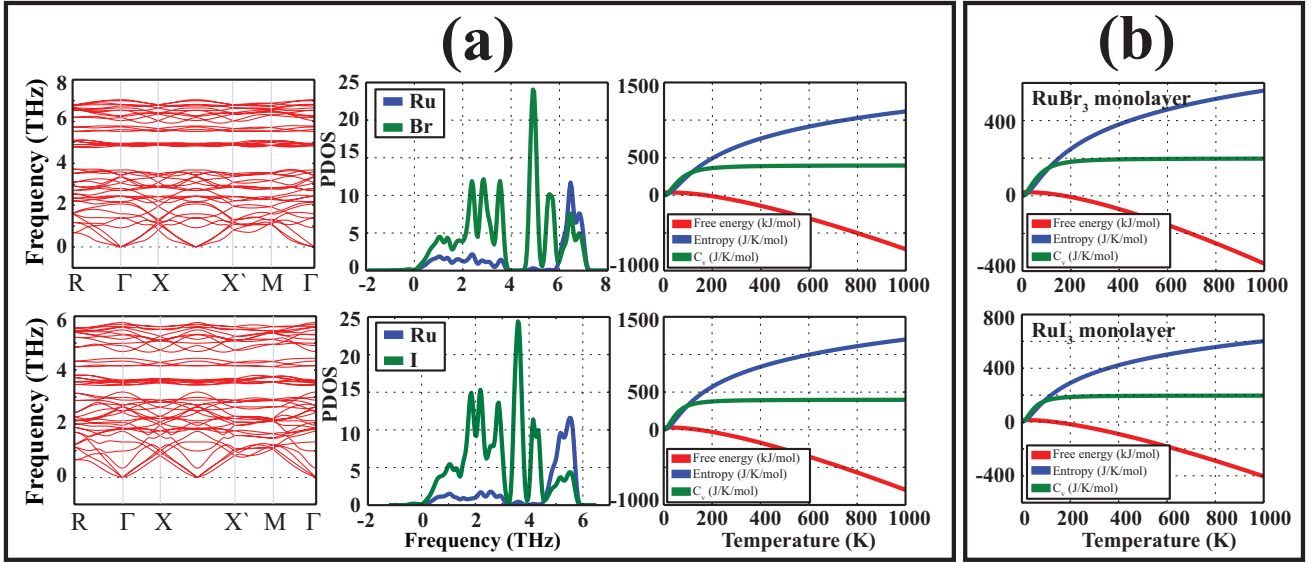 (a)
(b)
Frequency (THz)
8
6
4
2
0
R Γ X X` M Γ
PDOS
25
20
15
10
5
0
Ru
Br
-2 0 2 4 6 8
1500
500
0
-1000
Free energy (kJ/mol)
Entropy (J/K/mol)
Cv (J/K/mol)
0 200 400 600 800 1000
RuBr3 monolayer
400
200
0
-400
Free energy (kJ/mol)
Entropy (J/K/mol)
Cv (J/K/mol)
0 200 400 600 800 1000
Frequency (THz)
6
4
2
0
R Γ X X` M Γ
PDOS
25
20
15
10
5
0
Ru
I
-2 0 2 4 6
Frequency (THz)
1500
500
0
-1000
Free energy (kJ/mol)
Entropy (J/K/mol)
Cv (J/K/mol)
0 200 400 600 800 1000
Temperature (K)
RuI3 monolayer
800
400
200
0
-400
Free energy (kJ/mol)
Entropy (J/K/mol)
Cv (J/K/mol)
0 200 400 600 800 1000
Temperature (K)